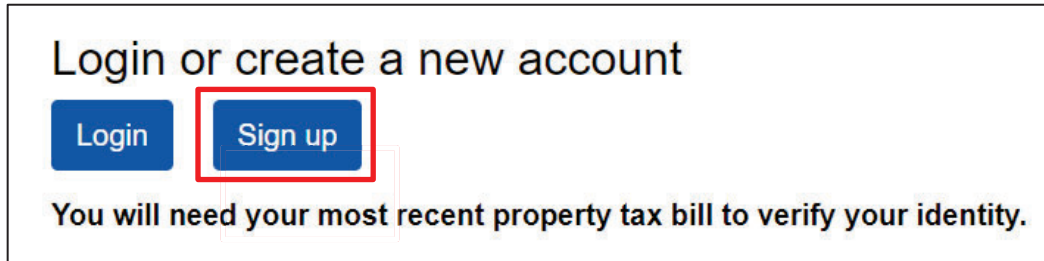 Login or create a new account
Login Sign up
You will need your most recent property tax bill to verify your identity.